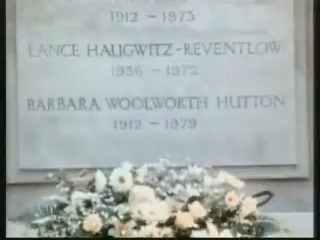 1912 – 1973
LANCE HAUGWITZ-REVENTLOW
1936 – 1972
BARBARA WOOLWORTH HUTTON
1912 – 1979